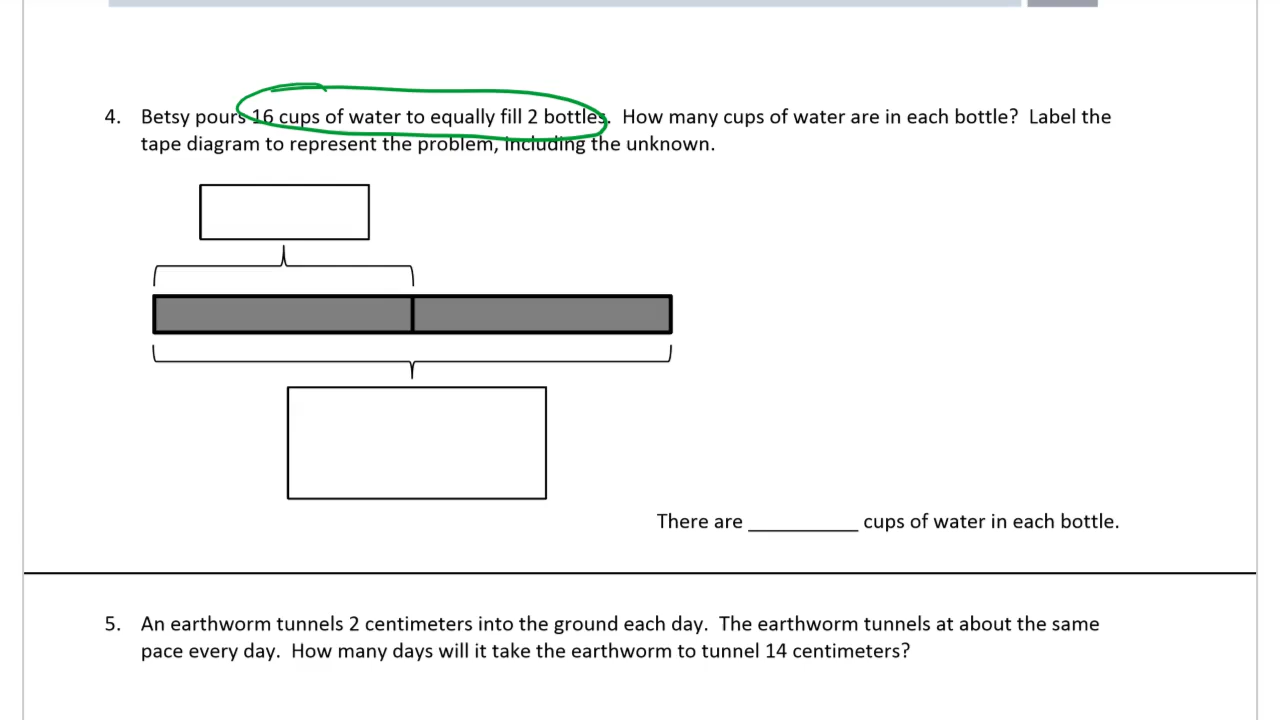 4. Betsy pours 16 cups of water to equally fill 2 bottles. How many cups of water are in each bottle? Label the
tape diagram to represent the problem, including the unknown.
There are __________ cups of water in each bottle.
5. An earthworm tunnels 2 centimeters into the ground each day. The earthworm tunnels at about the same
pace every day. How many days will it take the earthworm to tunnel 14 centimeters?